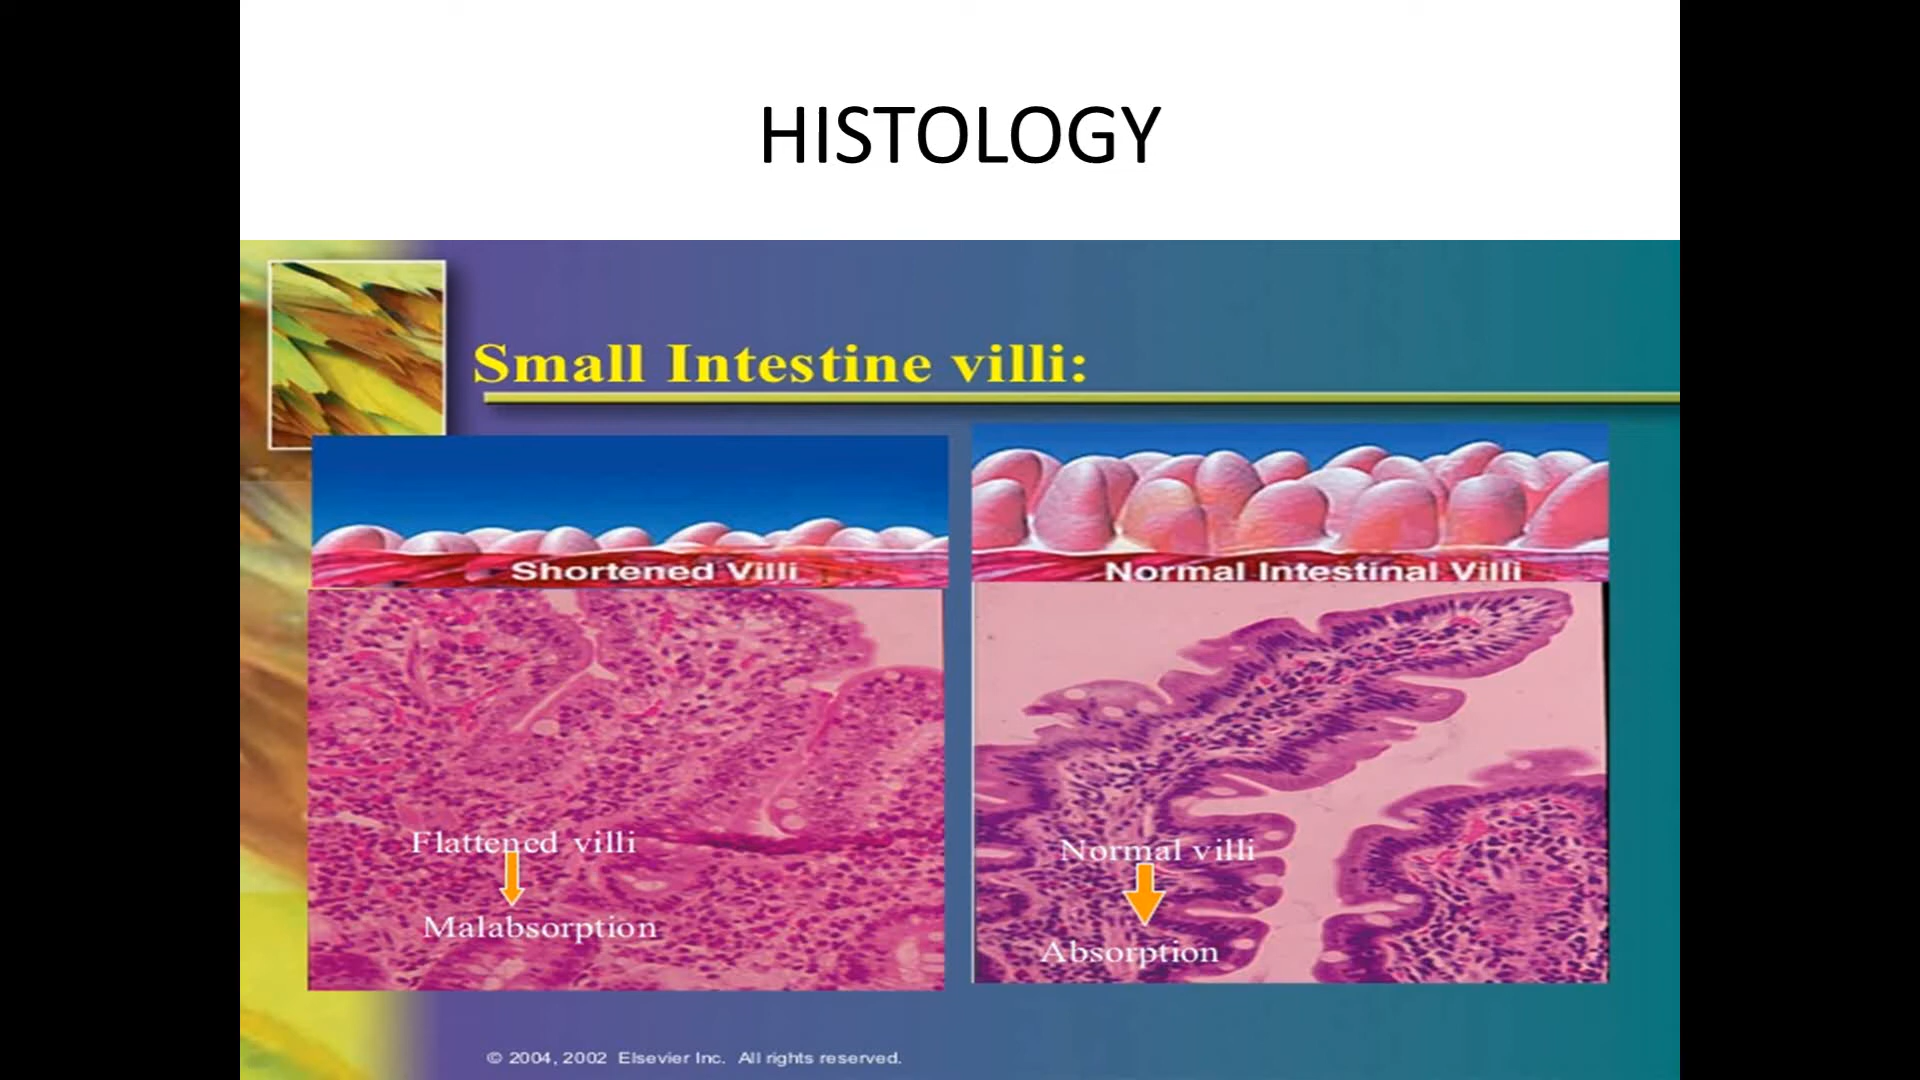 HISTOLOGY
Small Intestine villi:
Shortened Villi
Normal Intestinal Villi
Flattened villi
Malabsorption
Normal villi
Absorption
© 2004, 2002 Elsevier Inc. All rights reserved.